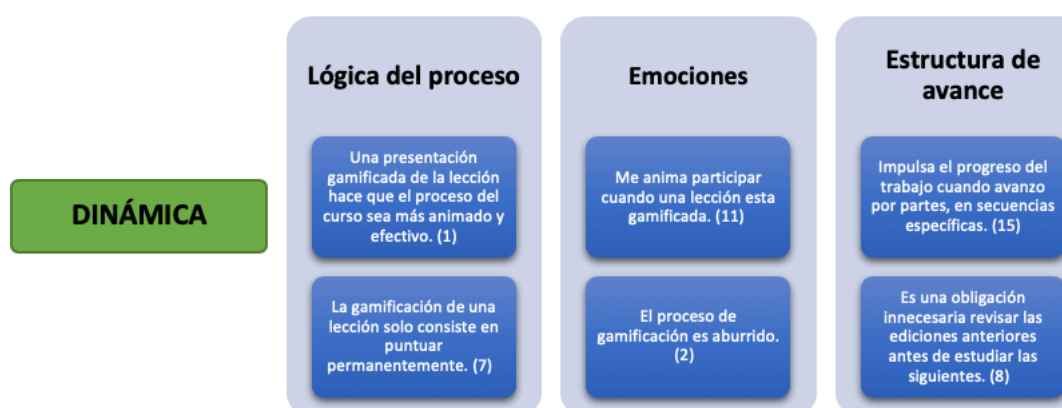 DINÁMICA
Lógica del proceso
Una presentación
gamificada de la lección
hace que el proceso del
curso sea más animado y
efectivo. (1)
La gamificación de una
lección solo consiste en
puntuar
permanentemente. (7)
Emociones
Me anima participar
cuando una lección esta
gamificada. (11)
El proceso de
gamificación es aburrido.
(2)
Estructura de
avance
Impulsa el progreso del
trabajo cuando avanzo
por partes, en secuencias
específicas. (15)
Es una obligación
innecesaria revisar las
ediciones anteriores
antes de estudiar las
siguientes. (8)